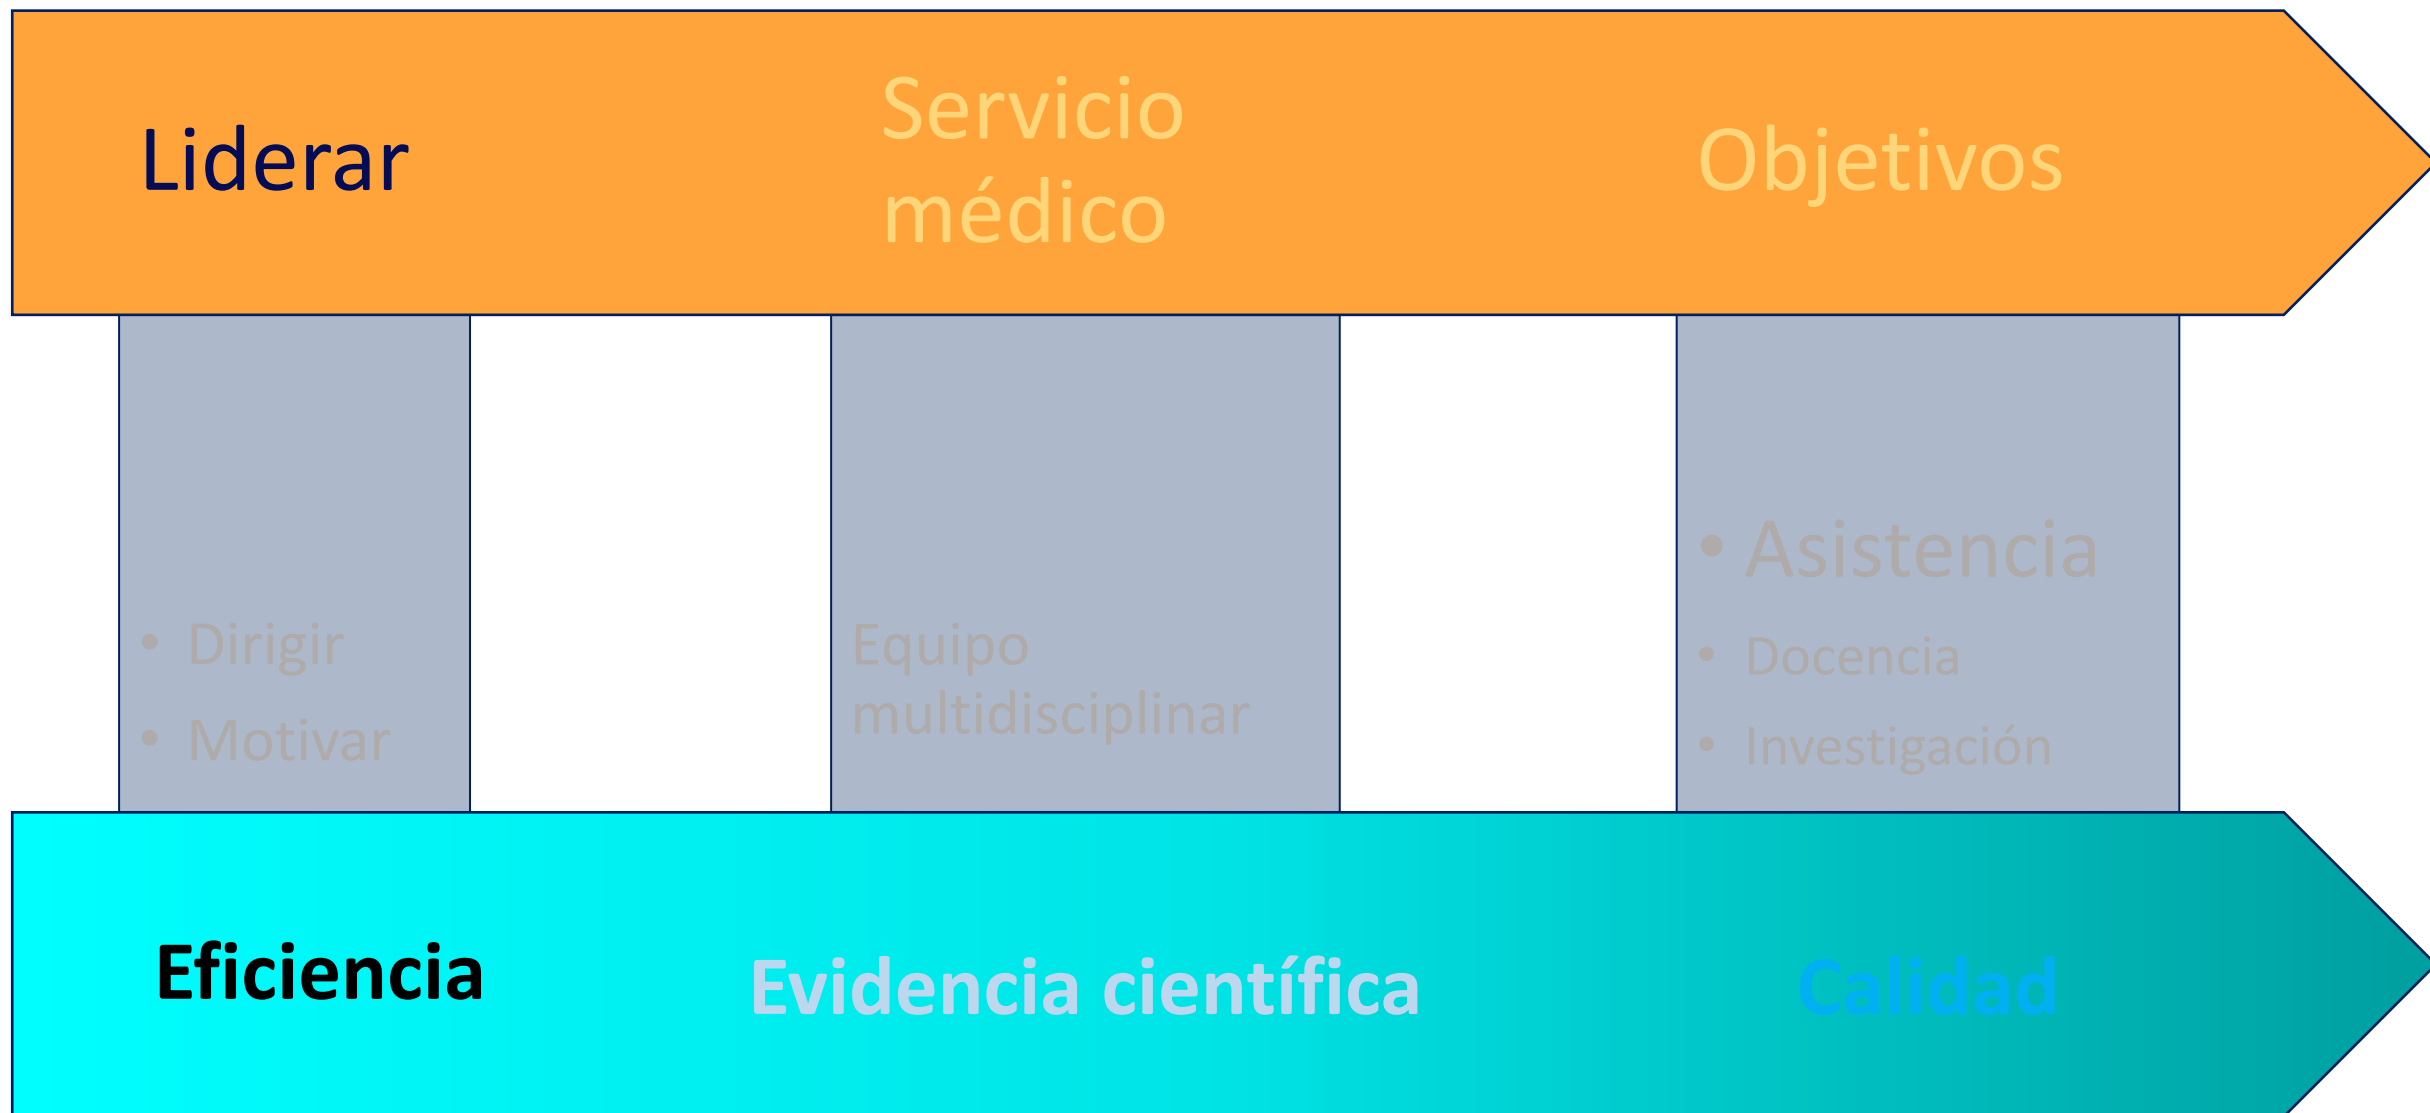 Liderar
Servicio
médico
Objetivos
• Dirigir
• Motivar
Equipo
multidisciplinar
• Asistencia
• Docencia
• Investigación
Eficiencia
Evidencia científica
Calidad